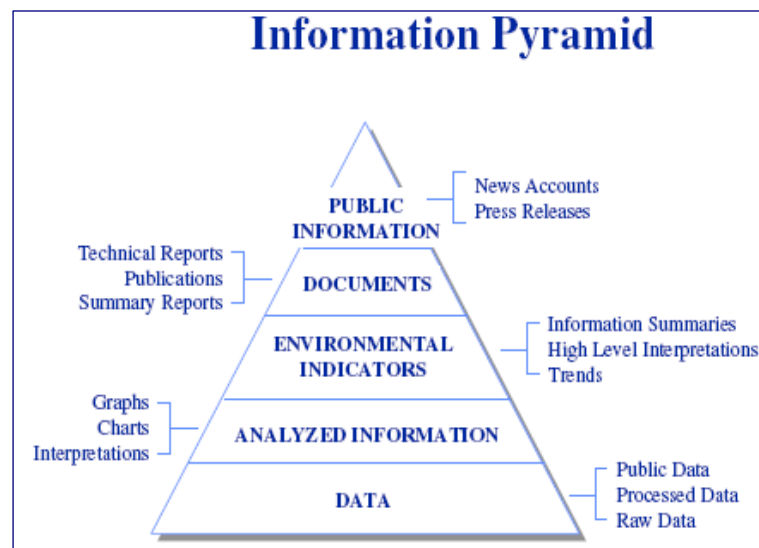 Information Pyramid
News Accounts
Press Releases
PUBLIC
INFORMATION
Technical Reports
Publications
Summary Reports
DOCUMENTS
Information Summaries
High Level Interpretations
Trends
ENVIRONMENTAL
INDICATORS
Graphs
Charts
Interpretations
ANALYZED INFORMATION
Public Data
Processed Data
Raw Data
DATA